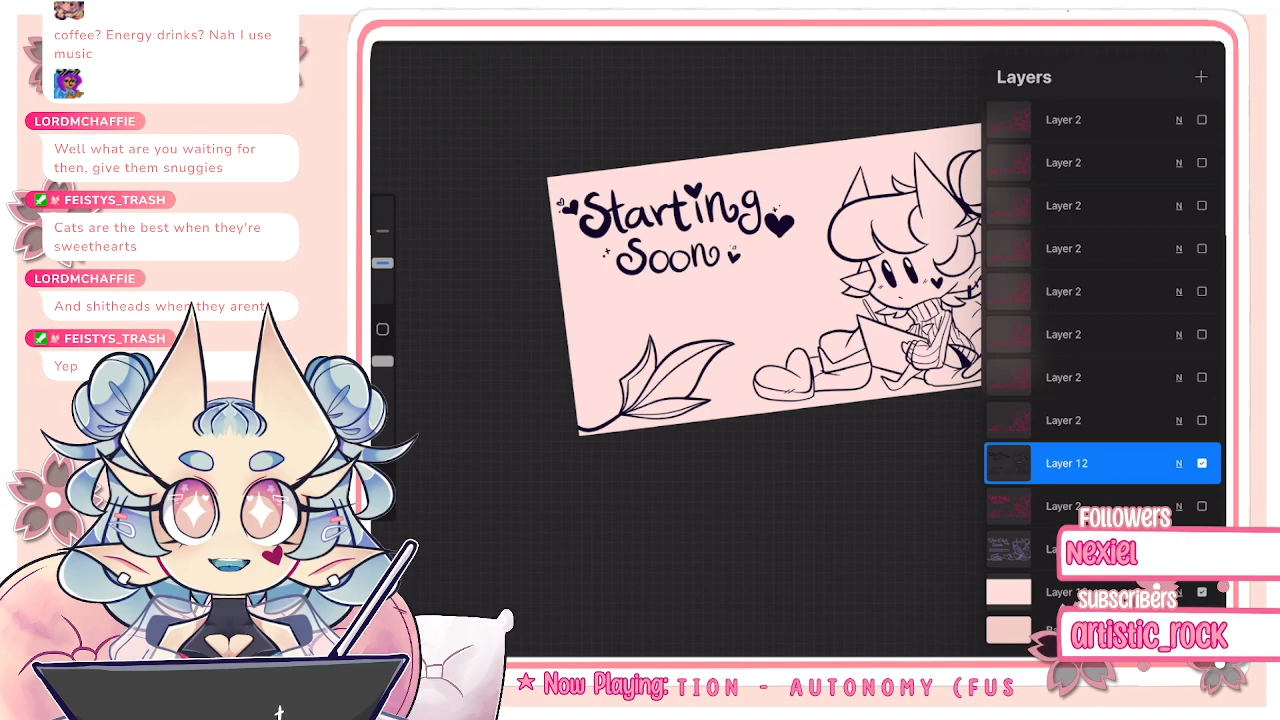 coffee? Energy drinks? Nah I use
music
LORDMCHAFFIE
Well what are you waiting for
then, give them snuggies
FEISTYS_TRASH
Cats are the best when they're
sweethearts
LORDMCHAFFIE
And shitheads when they arent
FEISTYS_TRASH
Yep
Starting
Soon
Layers
Layer 2 N
Layer 2 N
Layer 2 N
Layer 2 N
Layer 2 N
Layer 2 N
Layer 2 N
Layer 2 N
Layer 12 N
Layer 2 N
Followers
Nexiel
Subscribers
artistic_rock
Now Playing: TION - AUTONOMY (FUS